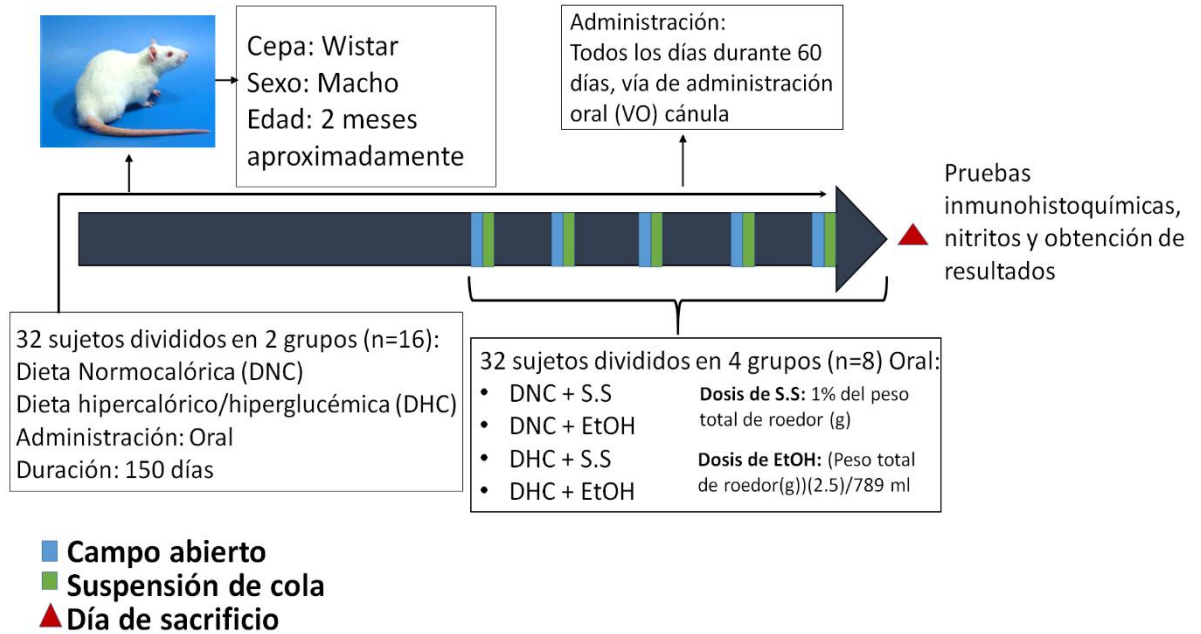 Cepa: Wistar
Sexo: Macho
Edad: 2 meses
aproximadamente
Administración:
Todos los días durante 60
días, vía de administración
oral (VO) cánula
Pruebas
inmunohistoquímicas,
nitritos y obtención de
resultados
32 sujetos divididos en 2 grupos (n=16):
Dieta Normocalórica (DNC)
Dieta hipercalórico/hiperglucémica (DHC)
Administración: Oral
Duración: 150 días
32 sujetos divididos en 4 grupos (n=8) Oral:
• DNC + S.S
• DNC + EtOH
• DHC + S.S
• DHC + EtOH
Dosis de S.S: 1% del peso
total de roedor (g)
Dosis de EtOH: (Peso total
de roedor(g))(2.5)/789 ml
Campo abierto
Suspensión de cola
Día de sacrificio